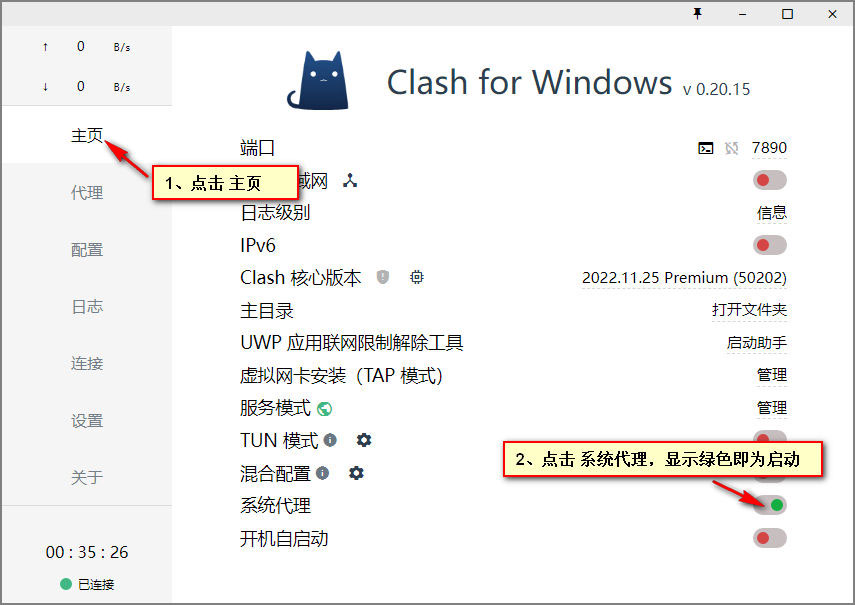 ↑ 0 B/s
↓ 0 B/s
主页
代理
配置
日志
连接
设置
关于
00 : 35 : 26
已连接
Clash for Windows v 0.20.15
1、点击 主页
端口 7890
域网
日志级别 信息
IPv6
Clash 核心版本 2022.11.25 Premium (50202)
主目录 打开文件夹
UWP 应用联网限制解除工具 启动助手
虚拟网卡安装（TAP 模式） 管理
服务模式 管理
TUN 模式
2、点击 系统代理，显示绿色即为启动
混合配置
系统代理
开机自启动